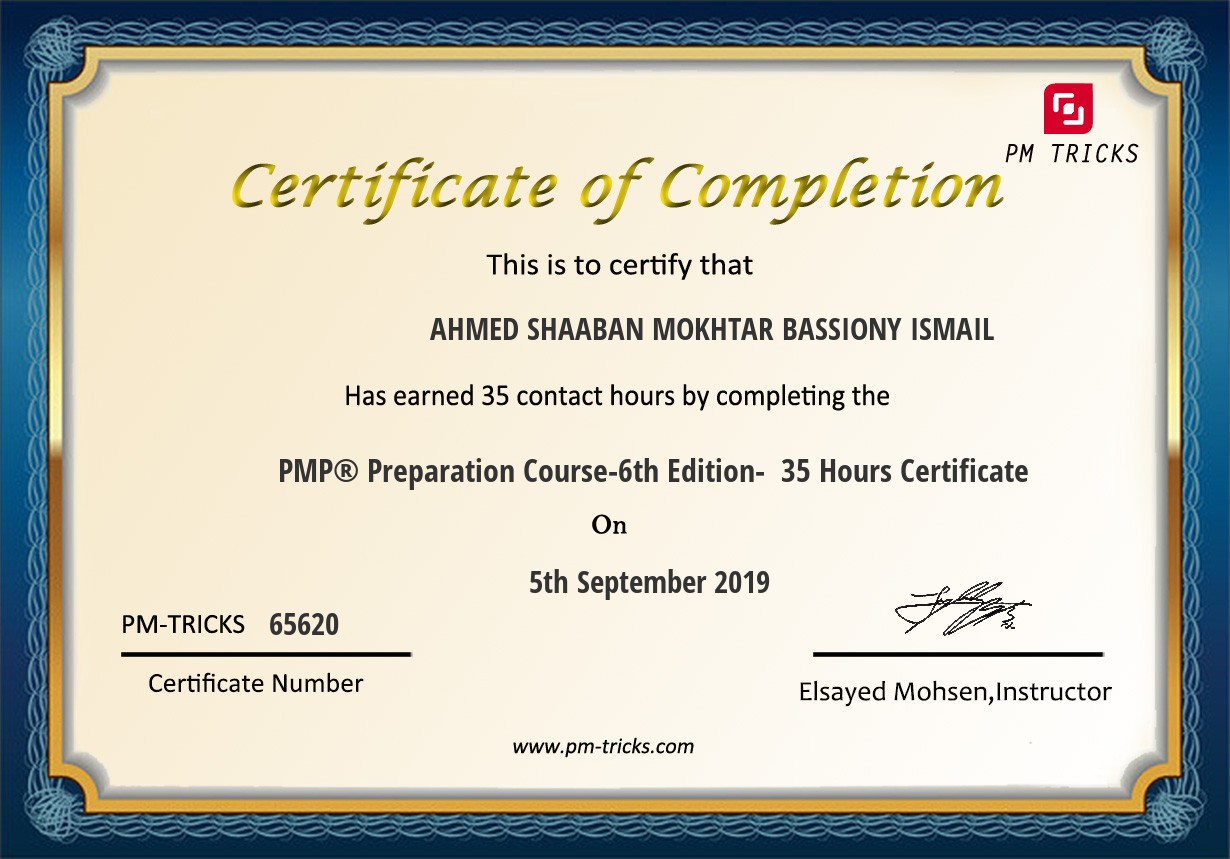 PM TRICKS
Certificate of Completion
This is to certify that
AHMED SHAABAN MOKHTAR BASSIONY ISMAIL
Has earned 35 contact hours by completing the
PMP® Preparation Course-6th Edition-  35 Hours Certificate
On
5th September 2019
PM-TRICKS 65620
Certificate Number
Elsayed Mohsen,Instructor
www.pm-tricks.com